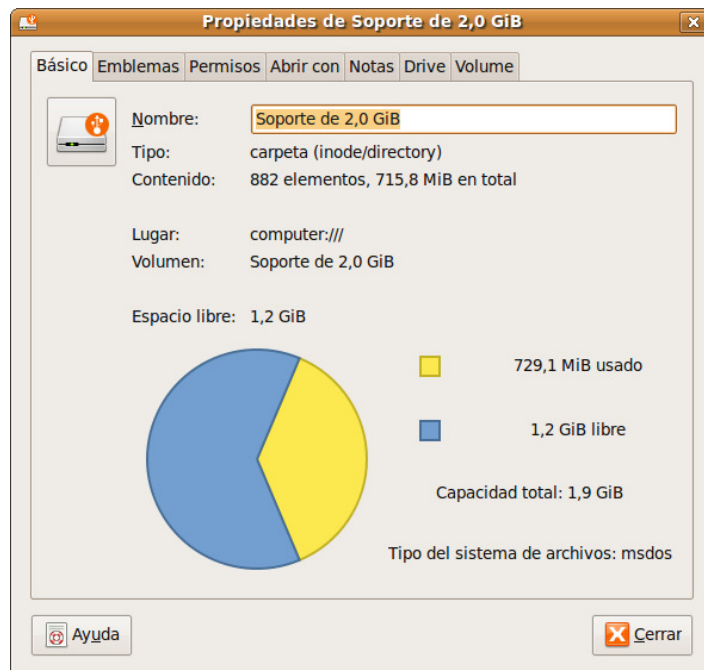 Propiedades de Soporte de 2,0 GiB
Básico Emblemas Permisos Abrir con Notas Drive Volume
Nombre: Soporte de 2,0 GiB
Tipo: carpeta (inode/directory)
Contenido: 882 elementos, 715,8 MiB en total
Lugar: computer:///
Volumen: Soporte de 2,0 GiB
Espacio libre: 1,2 GiB
729,1 MiB usado
1,2 GiB libre
Capacidad total: 1,9 GiB
Tipo del sistema de archivos: msdos
Ayuda
Cerrar